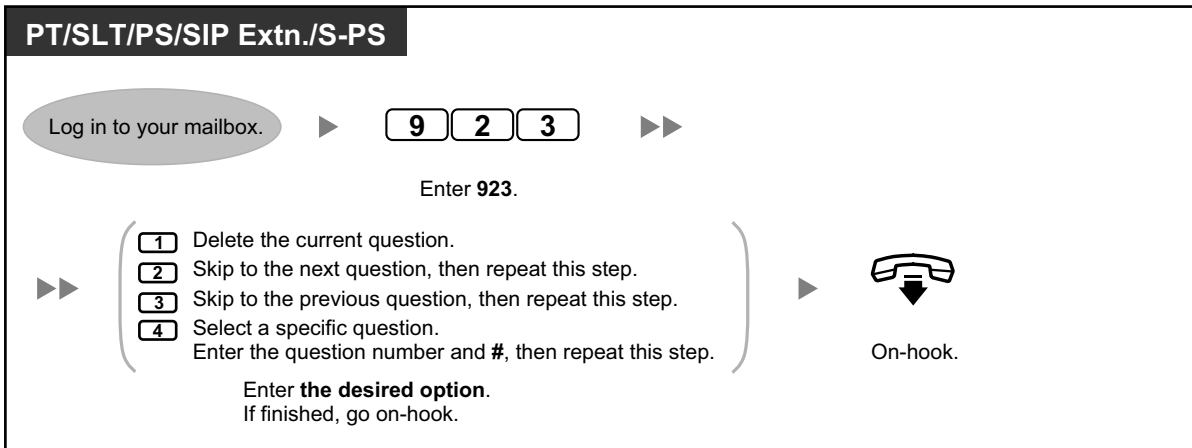 PT/SLT/PS/SIP Extn./S-PS
Log in to your mailbox.
9 2 3
Enter 923.
1 Delete the current question.
2 Skip to the next question, then repeat this step.
3 Skip to the previous question, then repeat this step.
4 Select a specific question.
Enter the question number and #, then repeat this step.
On-hook.
Enter the desired option.
If finished, go on-hook.